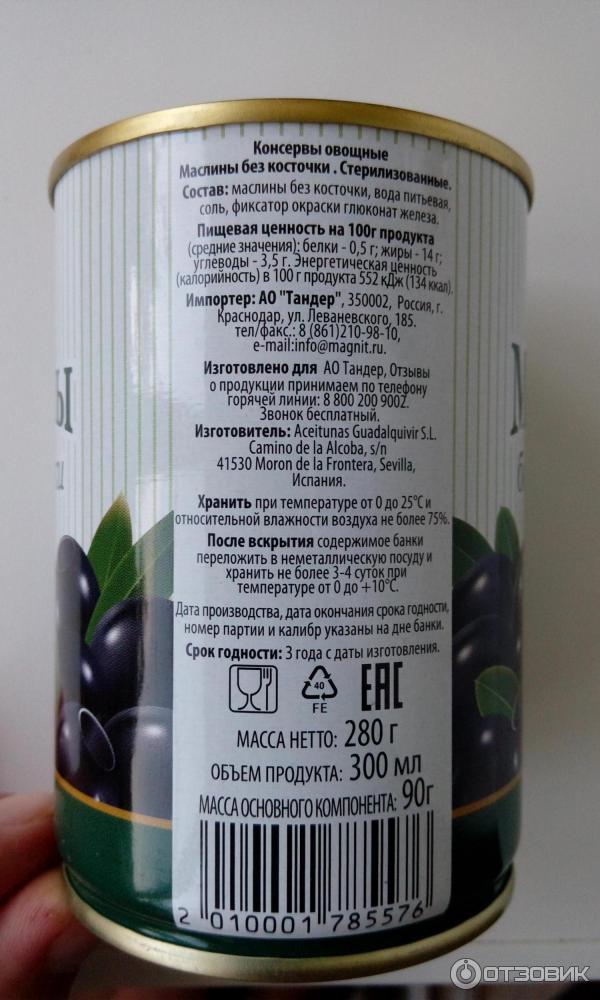 Консервы овощные
Маслины без косточки . Стерилизованные.
Состав: маслины без косточки, вода питьевая,
соль, фиксатор окраски глюконат железа.
Пищевая ценность на 100г продукта
(средние значения): белки - 0,5 г; жиры - 14 г;
углеводы - 3,5 г. Энергетическая ценность
(калорийность) в 100 г продукта 552 кДж (134 ккал).
Импортер: АО "Тандер", 350002, Россия, г.
Краснодар, ул. Леваневского, 185.
тел/факс.: 8 (861)210-98-10,
e-mail:info@magnit.ru.
Изготовлено для АО Тандер, Отзывы
о продукции принимаем по телефону
горячей линии: 8 800 200 9002.
Звонок бесплатный.
Изготовитель: Aceitunas Guadalquivir S.L.
Camino de la Alcoba, s/n
41530 Moron de la Frontera, Sevilla,
Испания.
Хранить при температуре от 0 до 25°С и
относительной влажности воздуха не более 75%.
После вскрытия содержимое банки
переложить в неметаллическую посуду и
хранить не более 3-4 суток при
температуре от 0 до +10°С.
Дата производства, дата окончания срока годности,
номер партии и калибр указаны на дне банки.
Срок годности: 3 года с даты изготовления.
40
FE
EAC
МАССА НЕТТО: 280 г
ОБЪЕМ ПРОДУКТА: 300 мл
МАССА ОСНОВНОГО КОМПОНЕНТА: 90г
2 010001 785576
ОТЗОВИК